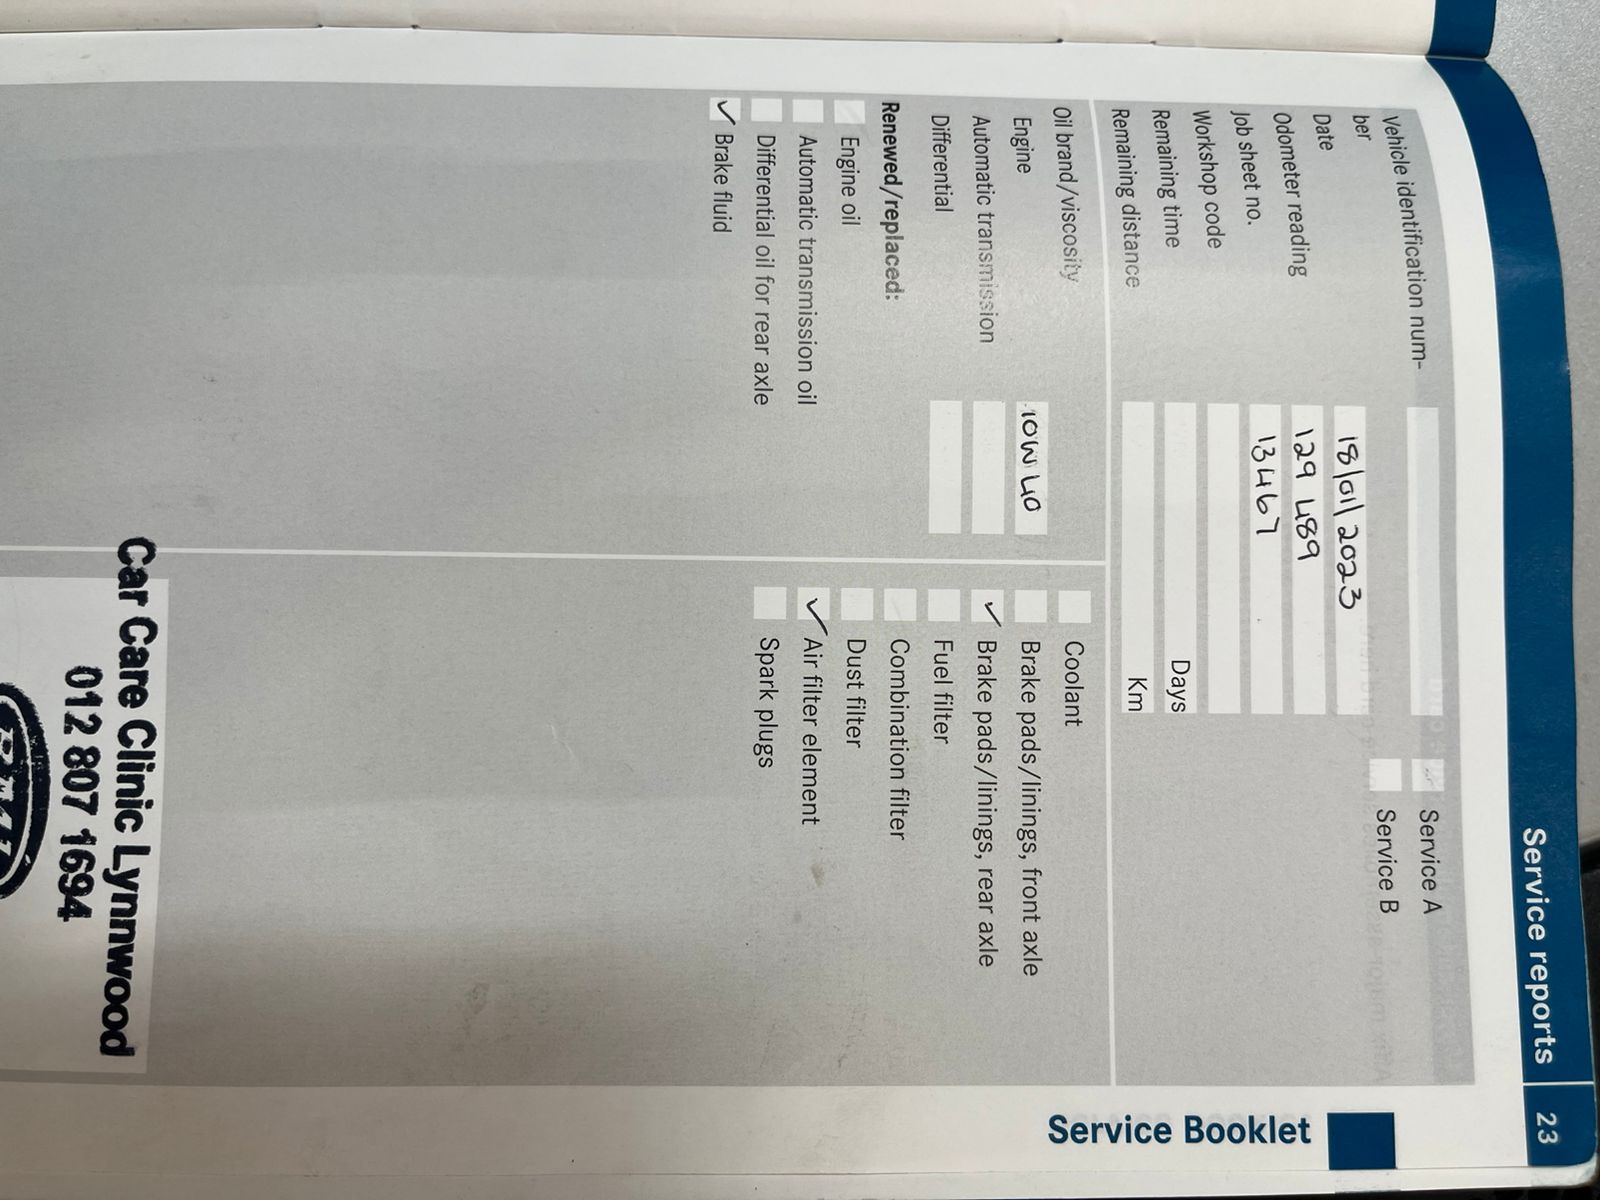 Service reports 23
Service Booklet
Vehicle identification num-
ber
Service A
Service B
Date 18/01/2023
Odometer reading 129 489
Job sheet no. 13467
Workshop code
Remaining time Days
Remaining distance Km
Oil brand/viscosity
Engine 10W40
Automatic transmission
Differential
Renewed/replaced:
Engine oil
Automatic transmission oil
Differential oil for rear axle
✓ Brake fluid
Coolant
Brake pads/linings, front axle
✓ Brake pads/linings, rear axle
Fuel filter
Combination filter
Dust filter
✓ Air filter element
Spark plugs
Car Care Clinic Lynnwood
012 807 1694